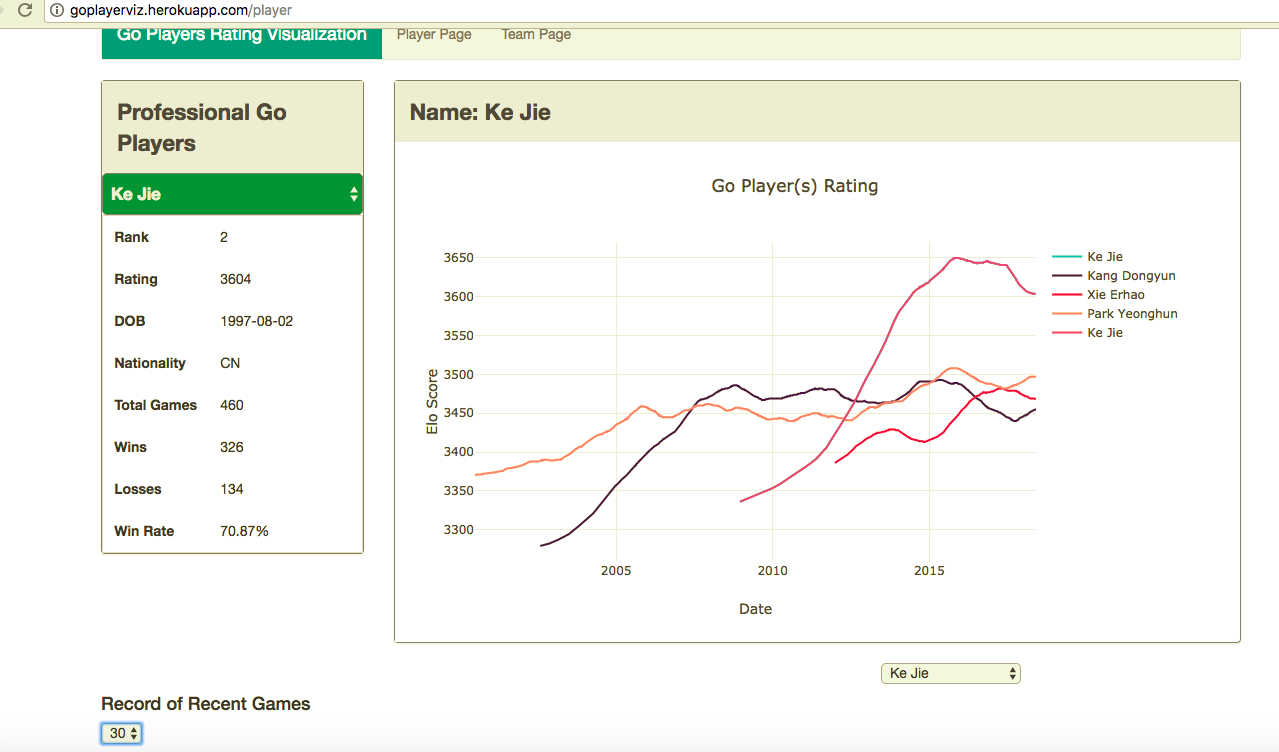 goplayerviz.herokuapp.com/player
Go Players Rating Visualization
Player Page
Team Page
Professional Go
Players
Ke Jie
Rank 2
Rating 3604
DOB 1997-08-02
Nationality CN
Total Games 460
Wins 326
Losses 134
Win Rate 70.87%
Name: Ke Jie
Go Player(s) Rating
3650
3600
3550
3500
3450
3400
3350
3300
Elo Score
2005 2010 2015
Date
Ke Jie
Kang Dongyun
Xie Erhao
Park Yeonghun
Ke Jie
Ke Jie
Record of Recent Games
30